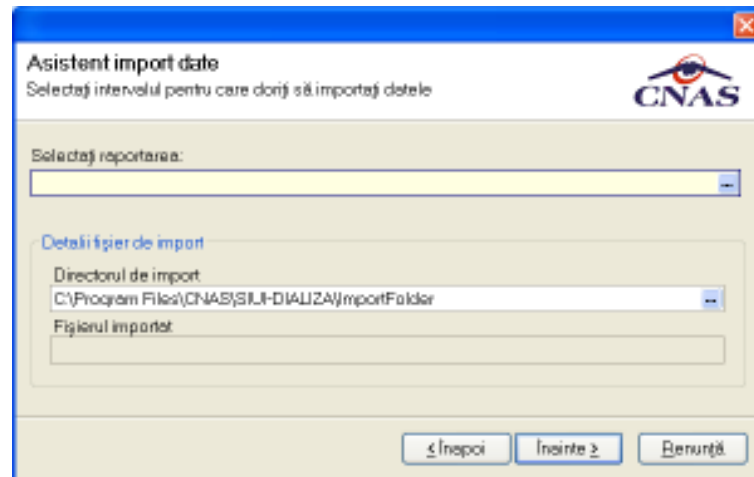 Asistent import date
Selectați intervalul pentru care doriți să importați datele
CNAS
Selectați raportarea:
...
Detalii fișier de import
Directorul de import
C:\Program Files\CNAS\SIUI-DIALIZA\ImportFolder
...
Fișierul importat
< Înapoi
Înainte >
Renunță